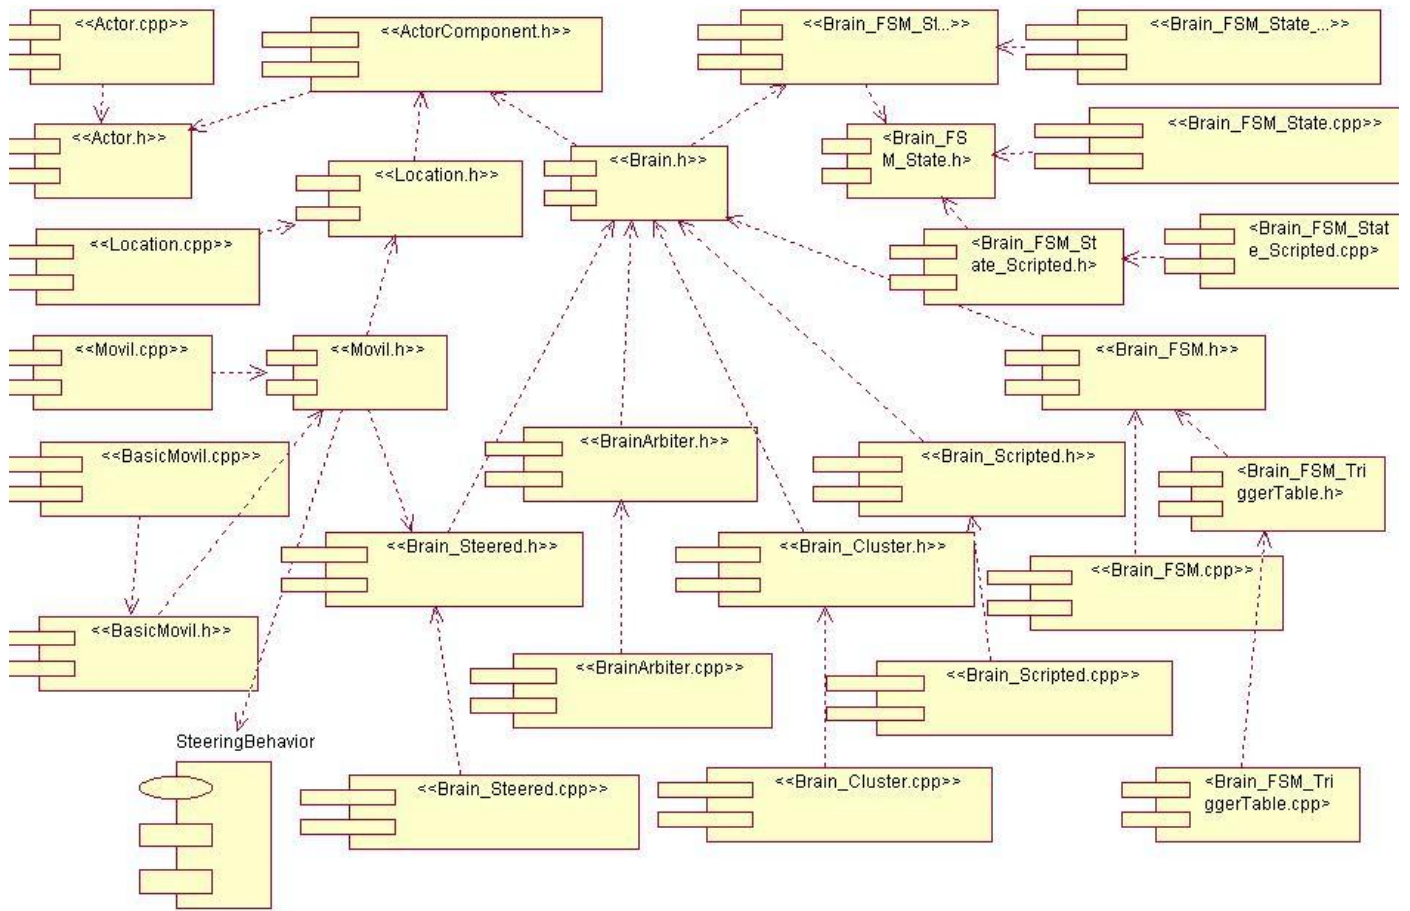 <<Actor.cpp>>
<<ActorComponent.h>>
<<Brain_FSM_St...>>
<<Brain_FSM_State_...>>
<<Actor.h>>
<Brain_FS
M_State.h>
<<Brain_FSM_State.cpp>>
<<Location.h>>
<<Brain.h>>
<<Location.cpp>>
<Brain_FSM_St
ate_Scripted.h>
<Brain_FSM_Stat
e_Scripted.cpp>
<<Movil.cpp>>
<<Movil.h>>
<<Brain_FSM.h>>
<<BasicMovil.cpp>>
<<BrainArbiter.h>>
<<Brain_Scripted.h>>
<Brain_FSM_Tri
ggerTable.h>
<<Brain_Steered.h>>
<<Brain_Cluster.h>>
<<Brain_FSM.cpp>>
<<BasicMovil.h>>
<<BrainArbiter.cpp>>
<<Brain_Scripted.cpp>>
SteeringBehavior
<<Brain_Steered.cpp>>
<<Brain_Cluster.cpp>>
<Brain_FSM_Tri
ggerTable.cpp>